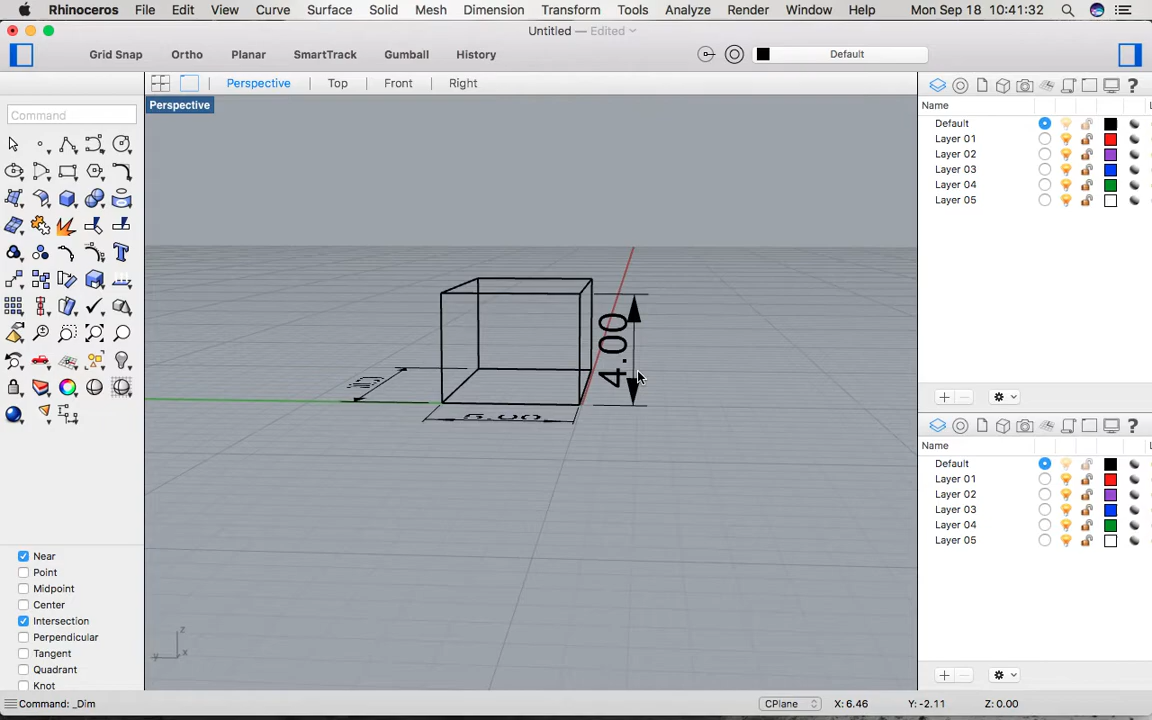 Rhinoceros File Edit View Curve Surface Solid Mesh Dimension Transform Tools Analyze Render Window Help Mon Sep 18 10:41:32
Untitled — Edited
Grid Snap Ortho Planar SmartTrack Gumball History Default
Perspective Top Front Right
Perspective
Command
Name
Default
Layer 01
Layer 02
Layer 03
Layer 04
Layer 05
4.00
5.00
Name
Default
Layer 01
Layer 02
Layer 03
Layer 04
Layer 05
Near
Point
Midpoint
Center
Intersection
Perpendicular
Tangent
Quadrant
Knot
z
y x
Command: _Dim CPlane X: 6.46 Y: -2.11 Z: 0.00